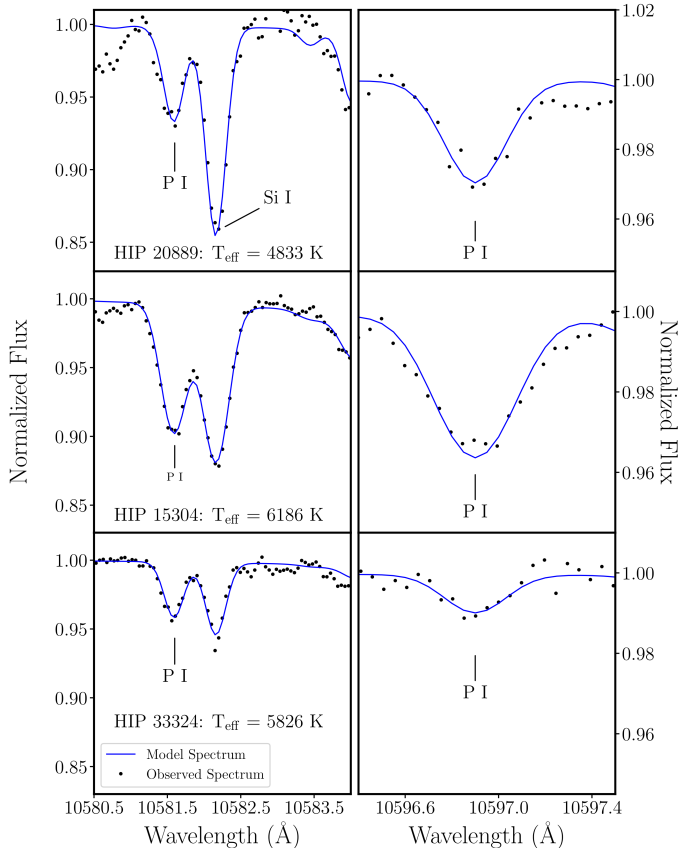 1.00
0.95
0.90
0.85
P I
Si I
HIP 20889: T_eff = 4833 K
1.02
1.00
0.98
0.96
P I
1.00
0.95
0.90
0.85
P I
HIP 15304: T_eff = 6186 K
1.00
0.98
0.96
P I
Normalized Flux
Normalized Flux
1.00
0.95
0.90
0.85
P I
HIP 33324: T_eff = 5826 K
Model Spectrum
Observed Spectrum
1.00
0.98
0.96
P I
10580.5 10581.5 10582.5 10583.5
10596.6 10597.0 10597.4
Wavelength (Å)
Wavelength (Å)